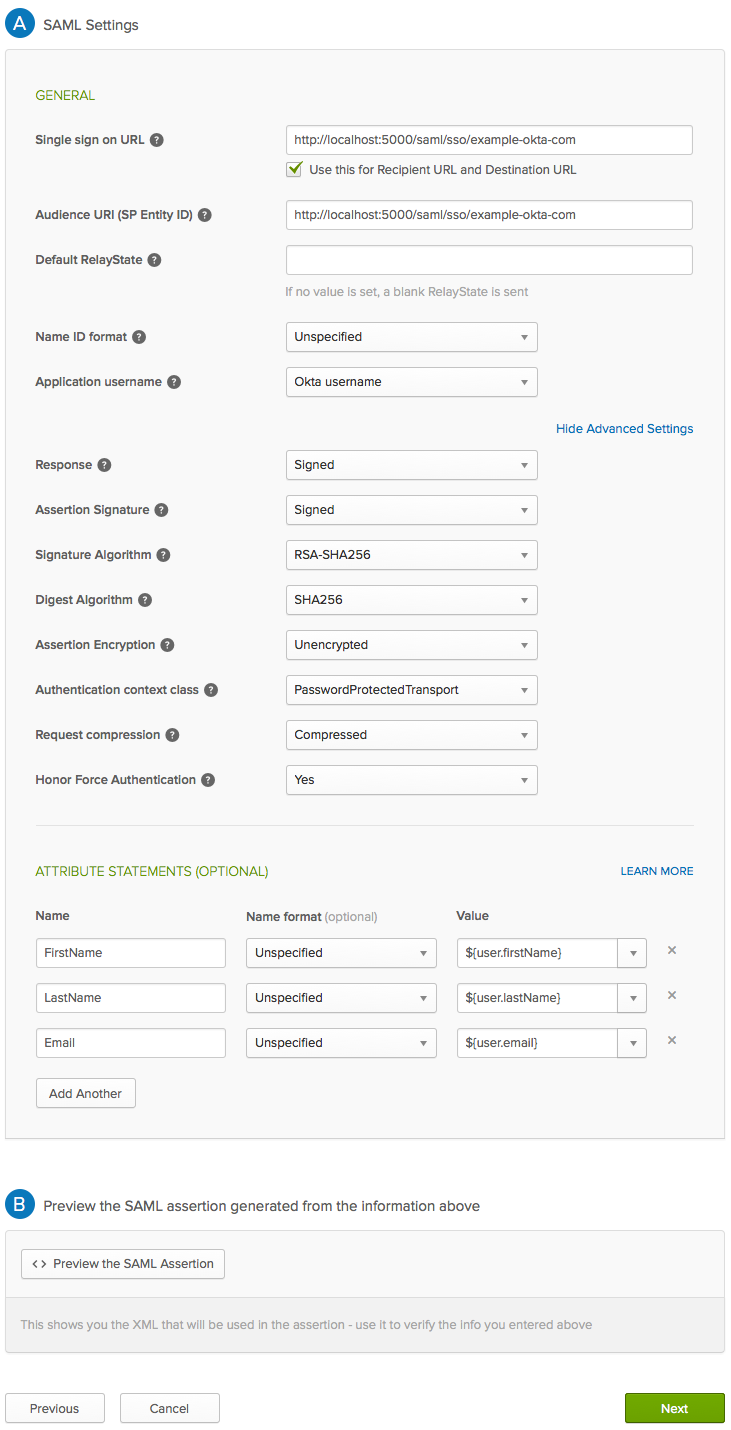 A SAML Settings
GENERAL
Single sign on URL ? http://localhost:5000/saml/sso/example-okta-com
Use this for Recipient URL and Destination URL
Audience URI (SP Entity ID) ? http://localhost:5000/saml/sso/example-okta-com
Default RelayState ?
If no value is set, a blank RelayState is sent
Name ID format ? Unspecified
Application username ? Okta username
Hide Advanced Settings
Response ? Signed
Assertion Signature ? Signed
Signature Algorithm ? RSA-SHA256
Digest Algorithm ? SHA256
Assertion Encryption ? Unencrypted
Authentication context class ? PasswordProtectedTransport
Request compression ? Compressed
Honor Force Authentication ? Yes
ATTRIBUTE STATEMENTS (OPTIONAL) LEARN MORE
Name Name format (optional) Value
FirstName Unspecified ${user.firstName}
LastName Unspecified ${user.lastName}
Email Unspecified ${user.email}
Add Another
B Preview the SAML assertion generated from the information above
<> Preview the SAML Assertion
This shows you the XML that will be used in the assertion - use it to verify the info you entered above
Previous Cancel Next